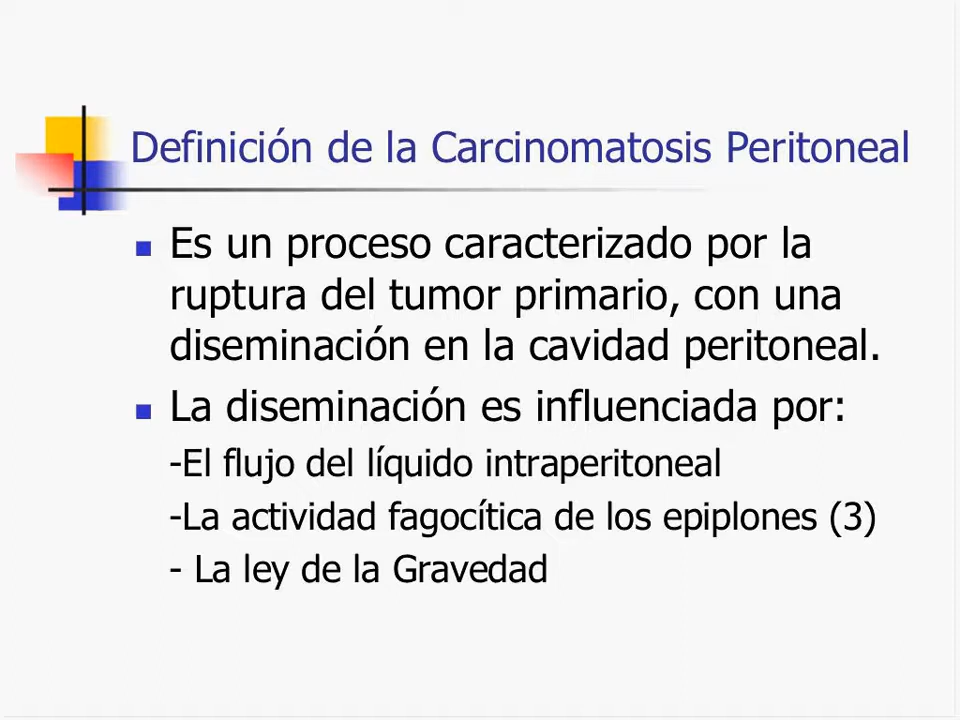 Definición de la Carcinomatosis Peritoneal
Es un proceso caracterizado por la
ruptura del tumor primario, con una
diseminación en la cavidad peritoneal.
La diseminación es influenciada por:
-El flujo del líquido intraperitoneal
-La actividad fagocítica de los epiplones (3)
- La ley de la Gravedad